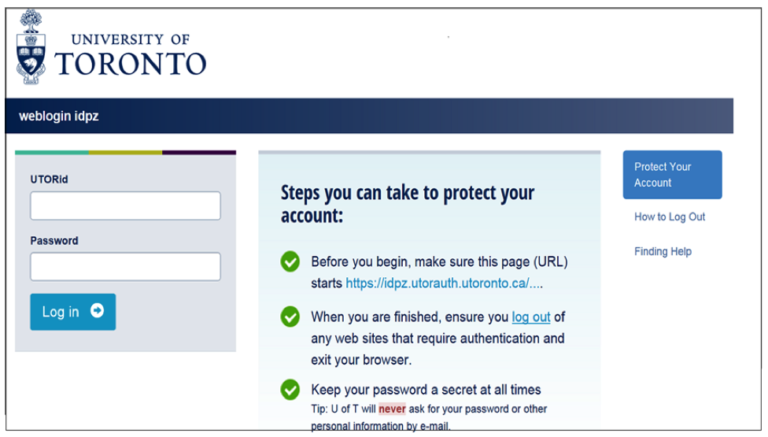 UNIVERSITY OF
TORONTO
weblogin idpz
UTORid
Password
Log in
Steps you can take to protect your
account:
Before you begin, make sure this page (URL)
starts https://idpz.utorauth.utoronto.ca/....
When you are finished, ensure you log out of
any web sites that require authentication and
exit your browser.
Keep your password a secret at all times
Tip: U of T will never ask for your password or other
personal information by e-mail.
Protect Your
Account
How to Log Out
Finding Help